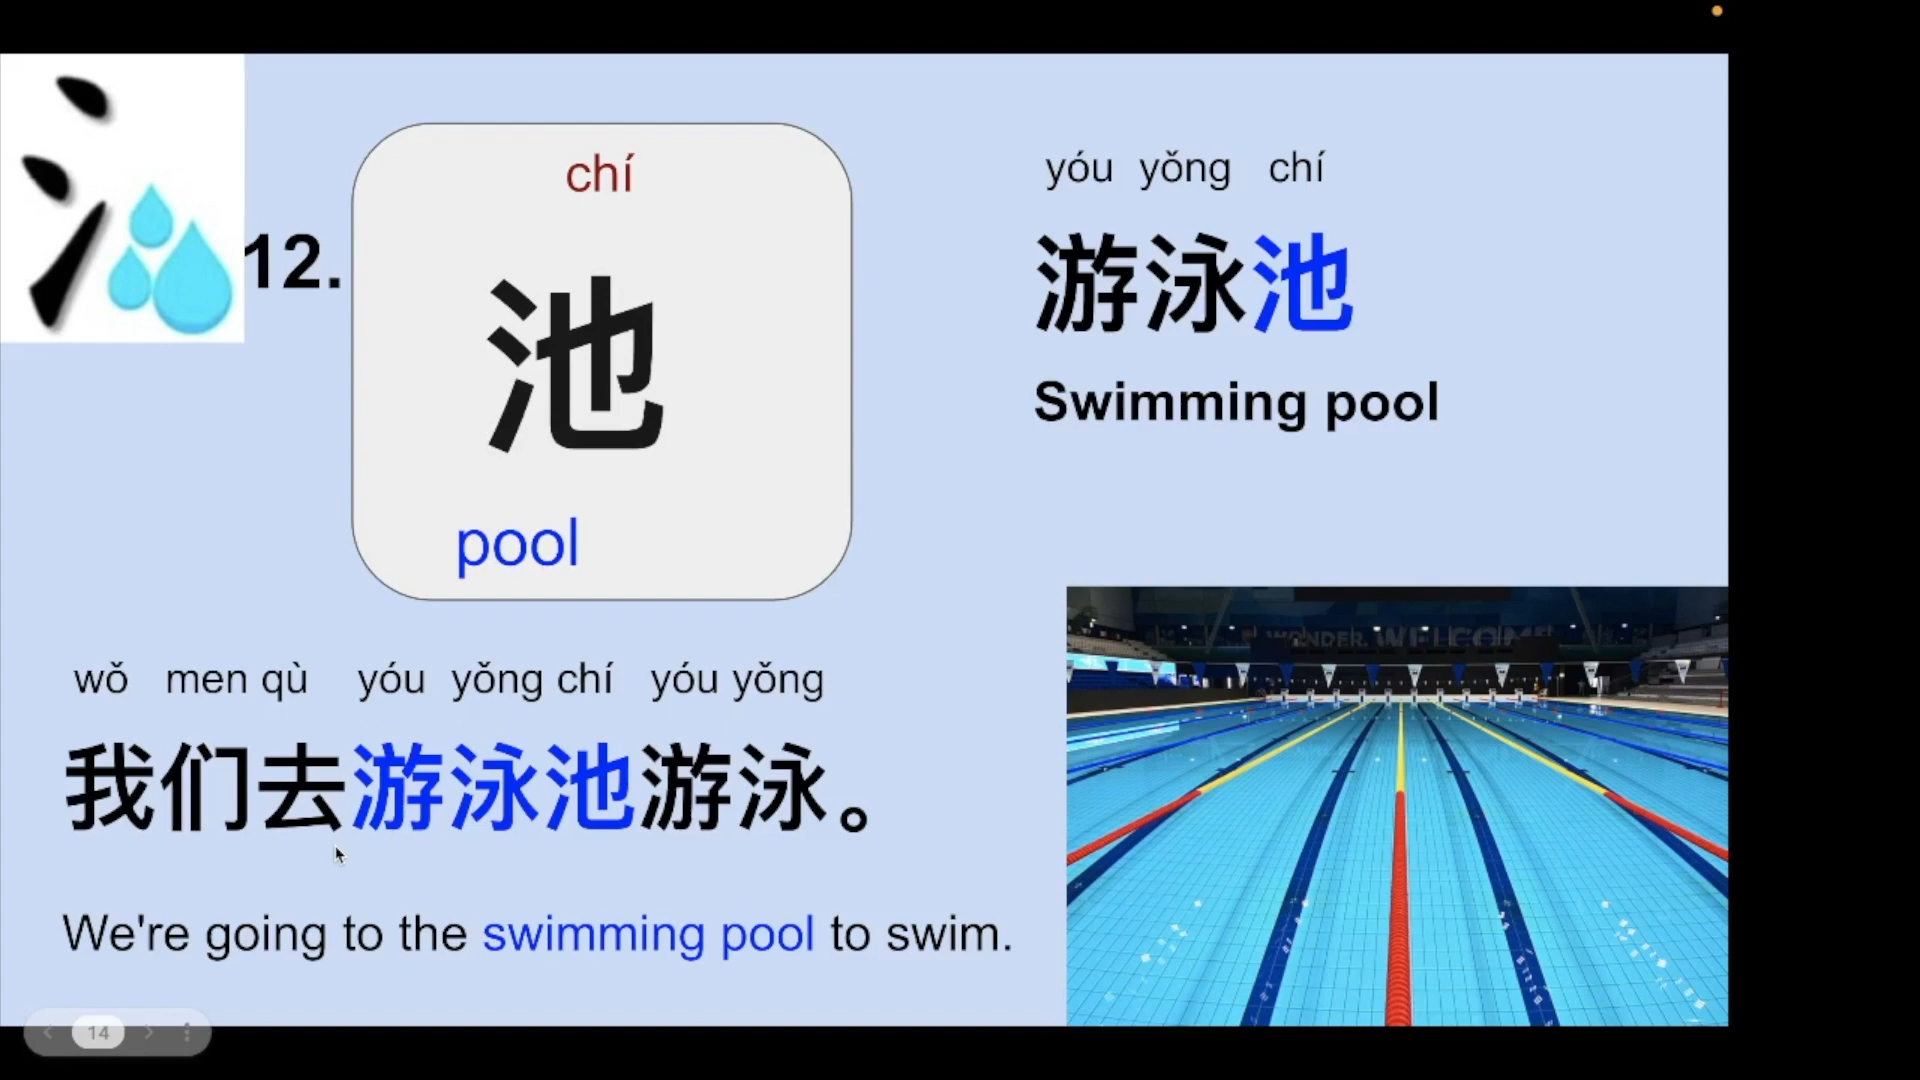 氵
12.
chí
池
pool
yóu yǒng chí
游泳池
Swimming pool
wǒ men qù yóu yǒng chí yóu yǒng
我们去游泳池游泳。
We're going to the swimming pool to swim.
WONDER. WELCOME
14